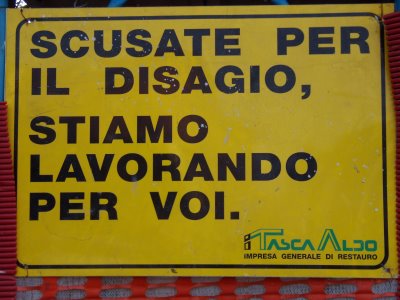 SCUSATE PER
IL DISAGIO,
STIAMO
LAVORANDO
PER VOI.
TASCA ALDO
IMPRESA GENERALE DI RESTAURO